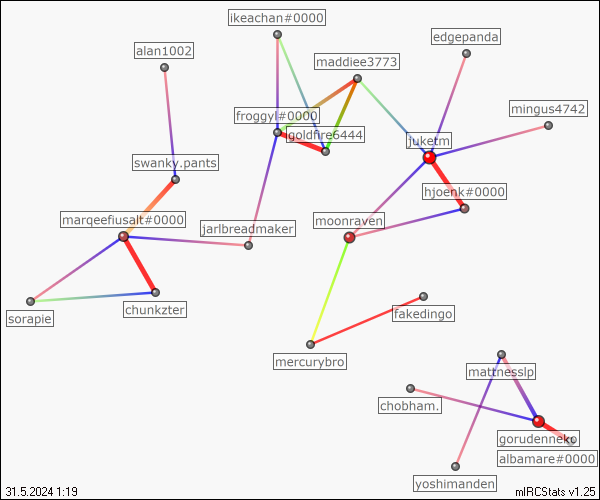 ikeachan#0000
edgepanda
alan1002
maddiee3773
mingus4742
froggyl#0000
goldfire6444
juketm
swanky.pants
hjoenk#0000
marqeefiusalt#0000
moonraven
jarlbreadmaker
chunkzter
sorapie
fakedingo
mercurybro
mattnesslp
chobham.
gorudenneko
albamare#0000
yoshimanden
31.5.2024 1:19
mIRCStats v1.25